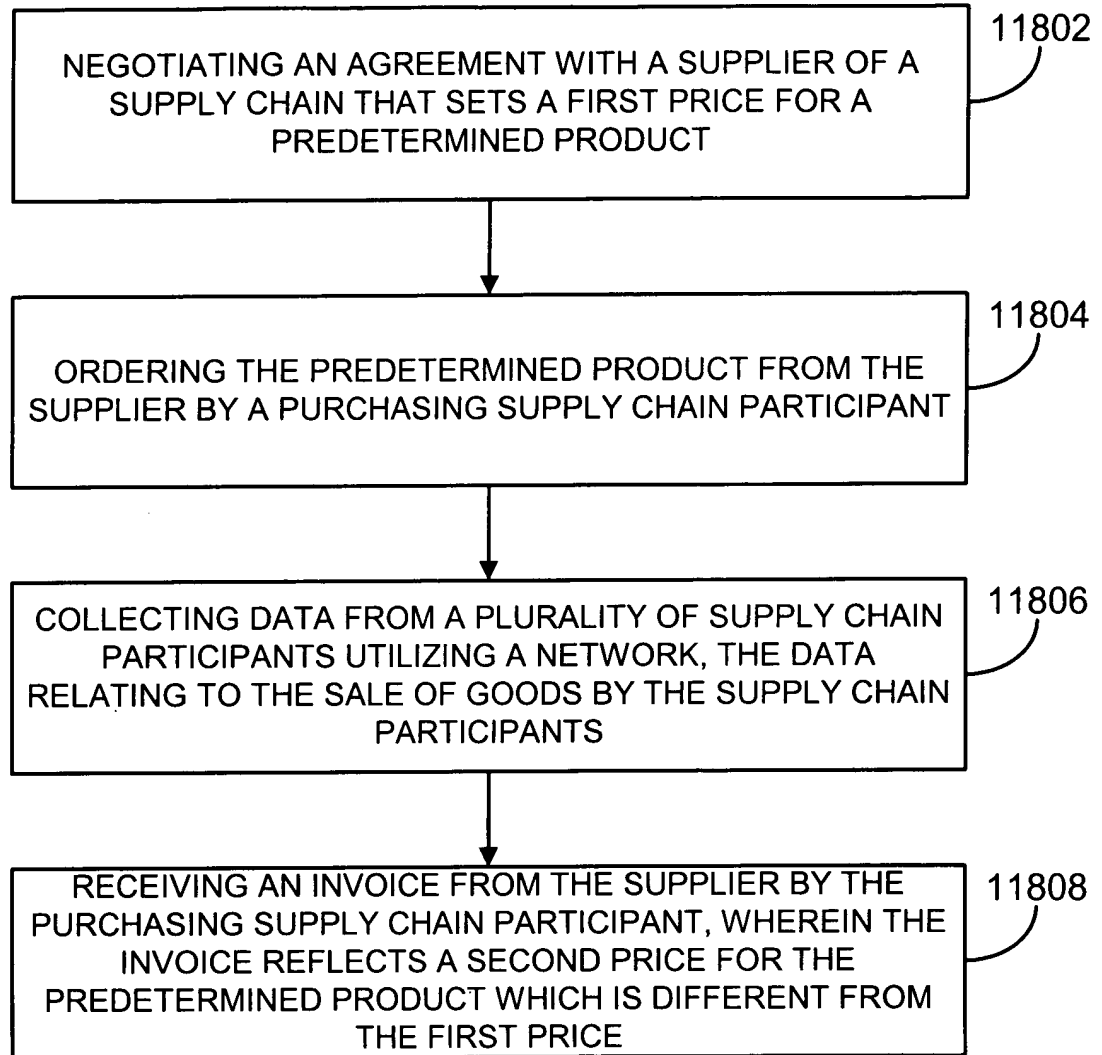 11802
NEGOTIATING AN AGREEMENT WITH A SUPPLIER OF A
SUPPLY CHAIN THAT SETS A FIRST PRICE FOR A
PREDETERMINED PRODUCT
11804
ORDERING THE PREDETERMINED PRODUCT FROM THE
SUPPLIER BY A PURCHASING SUPPLY CHAIN PARTICIPANT
11806
COLLECTING DATA FROM A PLURALITY OF SUPPLY CHAIN
PARTICIPANTS UTILIZING A NETWORK, THE DATA
RELATING TO THE SALE OF GOODS BY THE SUPPLY CHAIN
PARTICIPANTS
11808
RECEIVING AN INVOICE FROM THE SUPPLIER BY THE
PURCHASING SUPPLY CHAIN PARTICIPANT, WHEREIN THE
INVOICE REFLECTS A SECOND PRICE FOR THE
PREDETERMINED PRODUCT WHICH IS DIFFERENT FROM
THE FIRST PRICE